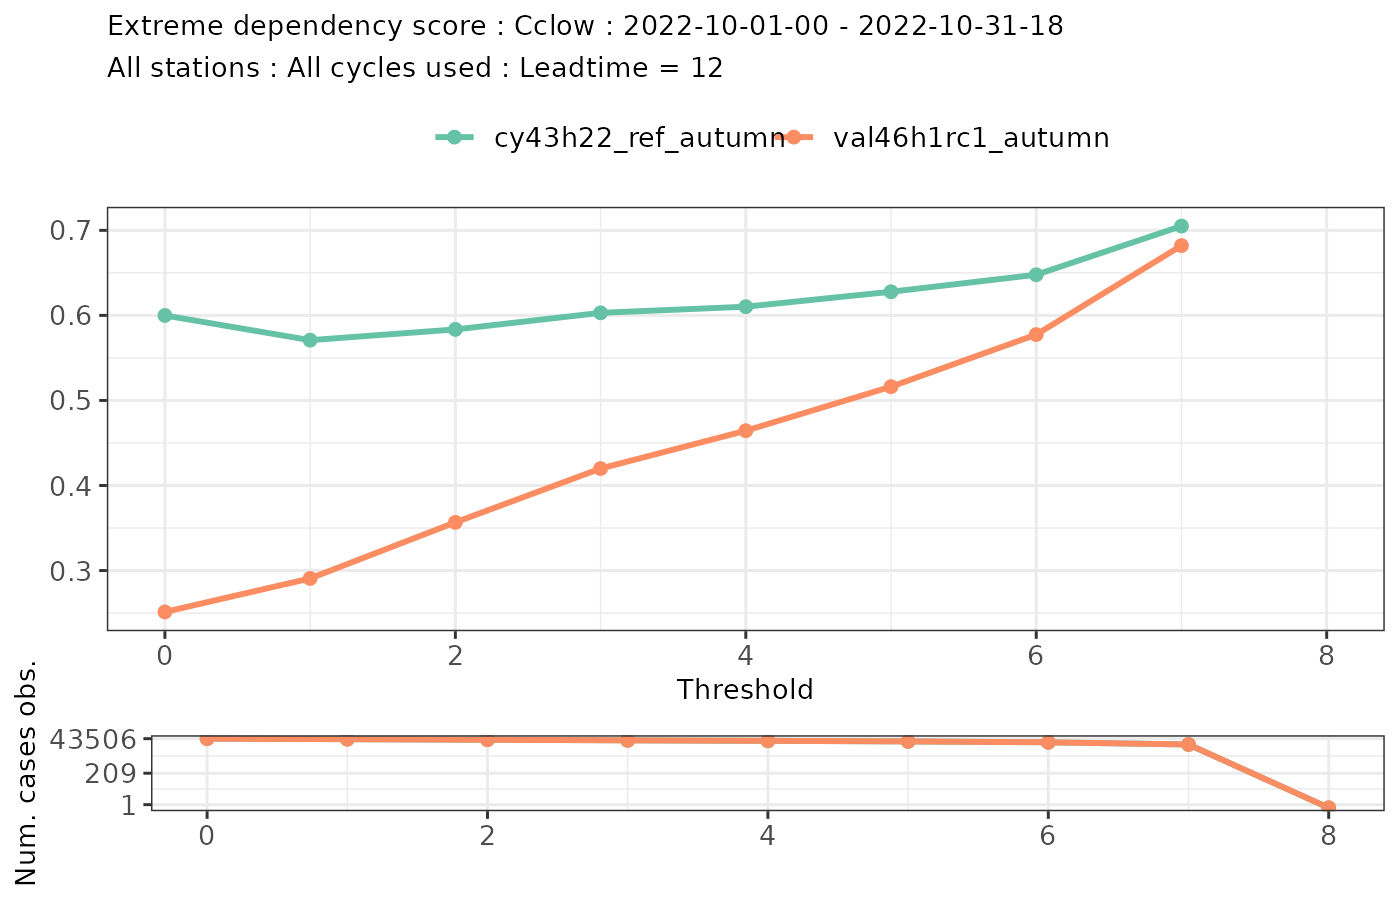 Extreme dependency score : Cclow : 2022-10-01-00 - 2022-10-31-18
All stations : All cycles used : Leadtime = 12
cy43h22_ref_autumn val46h1rc1_autumn
0.7
0.6
0.5
0.4
0.3
0 2 4 6 8
Threshold
Num. cases obs.
43506
209
1
0 2 4 6 8